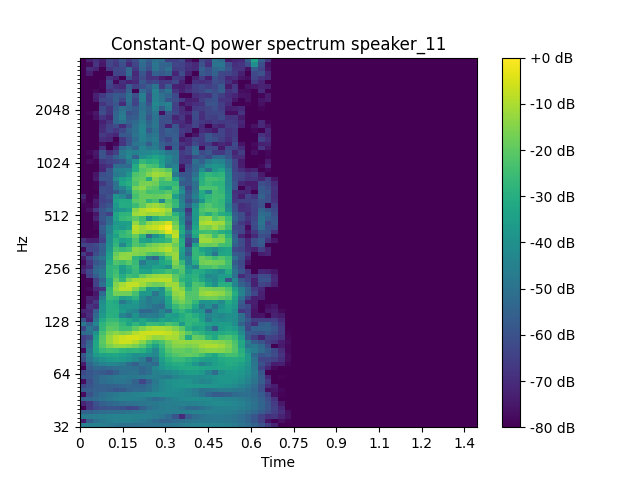 Constant-Q power spectrum speaker_11
Hz
2048
1024
512
256
128
64
32
0 0.15 0.3 0.45 0.6 0.75 0.9 1.1 1.2 1.4
Time
+0 dB
-10 dB
-20 dB
-30 dB
-40 dB
-50 dB
-60 dB
-70 dB
-80 dB